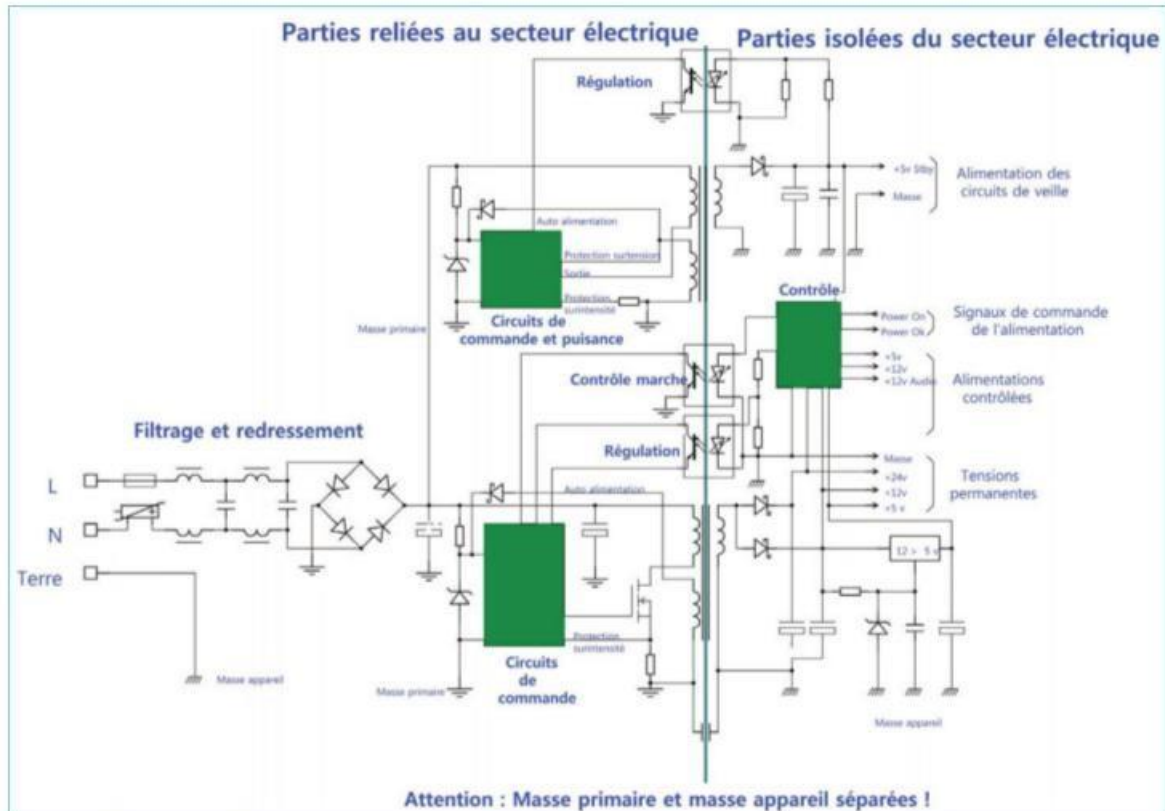 Parties reliées au secteur électrique
Parties isolées du secteur électrique
Régulation
+5v Stby
Masse
Alimentation des
circuits de veille
Auto alimentation
Protection surtension
Sortie
Protection
surintensité
Circuits de
commande et puisance
Masse primaire
Contrôle
Power On
Power Ok
Signaux de commande
de l'alimentation
+5v
+12v
+12v Audio
Alimentations
contrôlées
Contrôle marche
Régulation
Filtrage et redressement
Masse
+24v
+12v
+5 v
Tensions
permanentes
Auto alimentation
L
N
Terre
12 > 5 v
Protection
surintensité
Circuits
de
commande
Masse appareil
Masse primaire
Masse appareil
Attention : Masse primaire et masse appareil séparées !